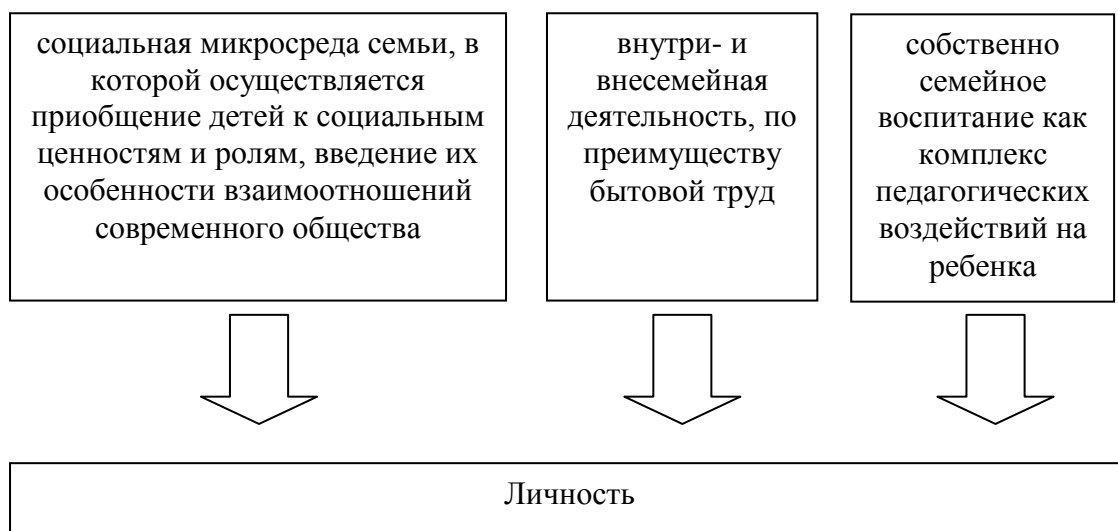 социальная микросреда семьи, в
которой осуществляется
приобщение детей к социальным
ценностям и ролям, введение их
особенности взаимоотношений
современного общества
внутри- и
внесемейная
деятельность, по
преимуществу
бытовой труд
собственно
семейное
воспитание как
комплекс
педагогических
воздействий на
ребенка
Личность